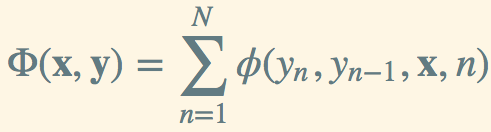 Φ(x, y) = ∑_{n=1}^{N} ϕ(y_n, y_{n−1}, x, n)